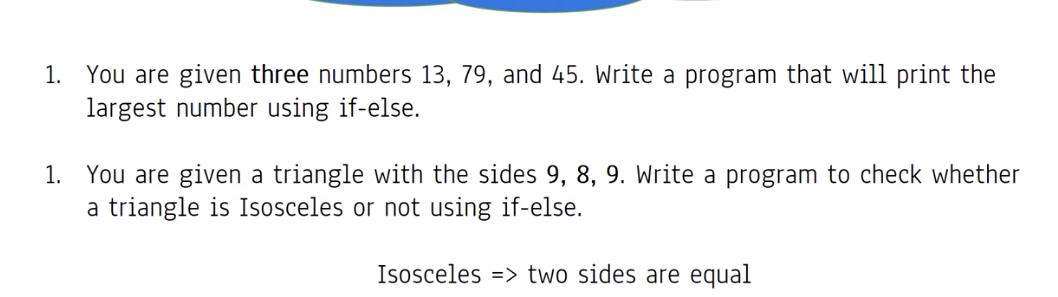 1. You are given three numbers 13, 79, and 45. Write a program that will print the
largest number using if-else.
1. You are given a triangle with the sides 9, 8, 9. Write a program to check whether
a triangle is Isosceles or not using if-else.
Isosceles => two sides are equal